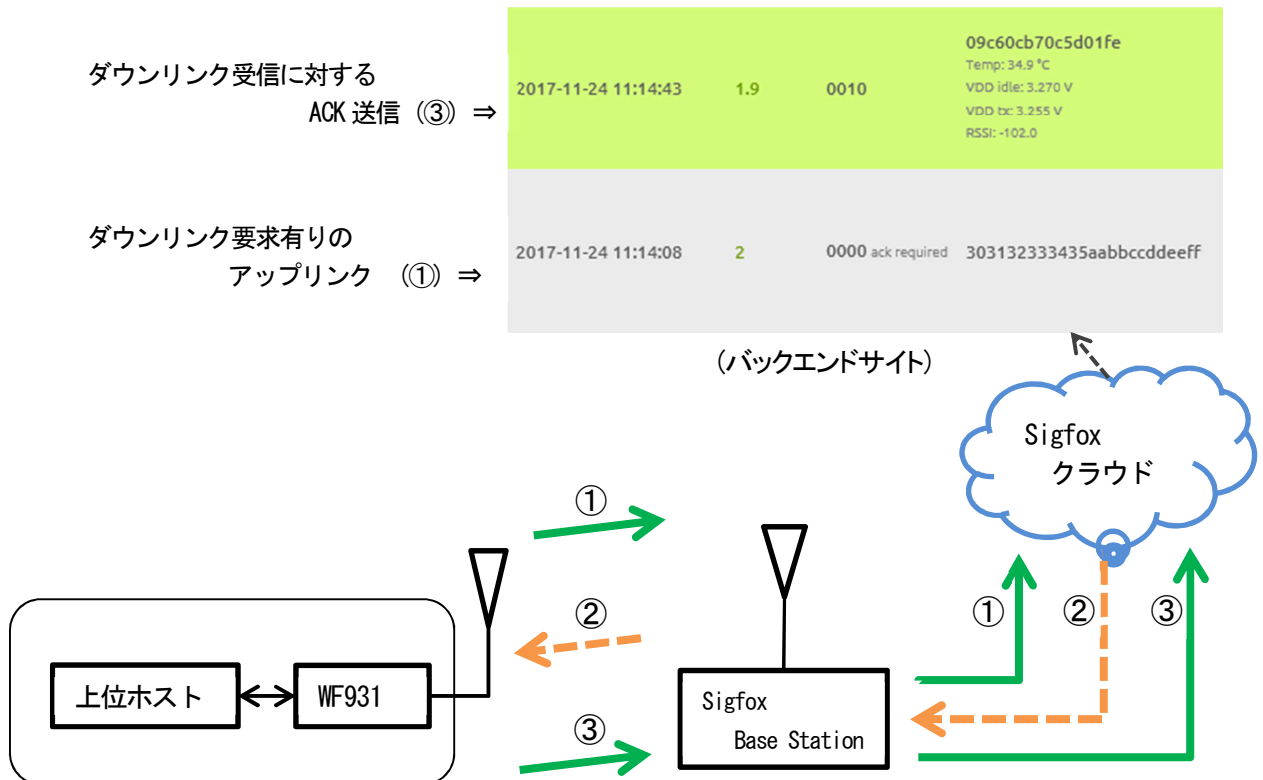 ダウンリンク受信に対する
ACK 送信（③）⇒
2017-11-24 11:14:43 1.9 0010
09c60cb70c5d01fe
Temp: 34.9 °C
VDD idle: 3.270 V
VDD tx: 3.255 V
RSSI: -102.0
ダウンリンク要求有りの
アップリンク （①）⇒
2017-11-24 11:14:08 2 0000 ack required 303132333435aabbccddeeff
（バックエンドサイト）
Sigfox
クラウド
①
②
③
①
②
③
上位ホスト
WF931
Sigfox
Base Station